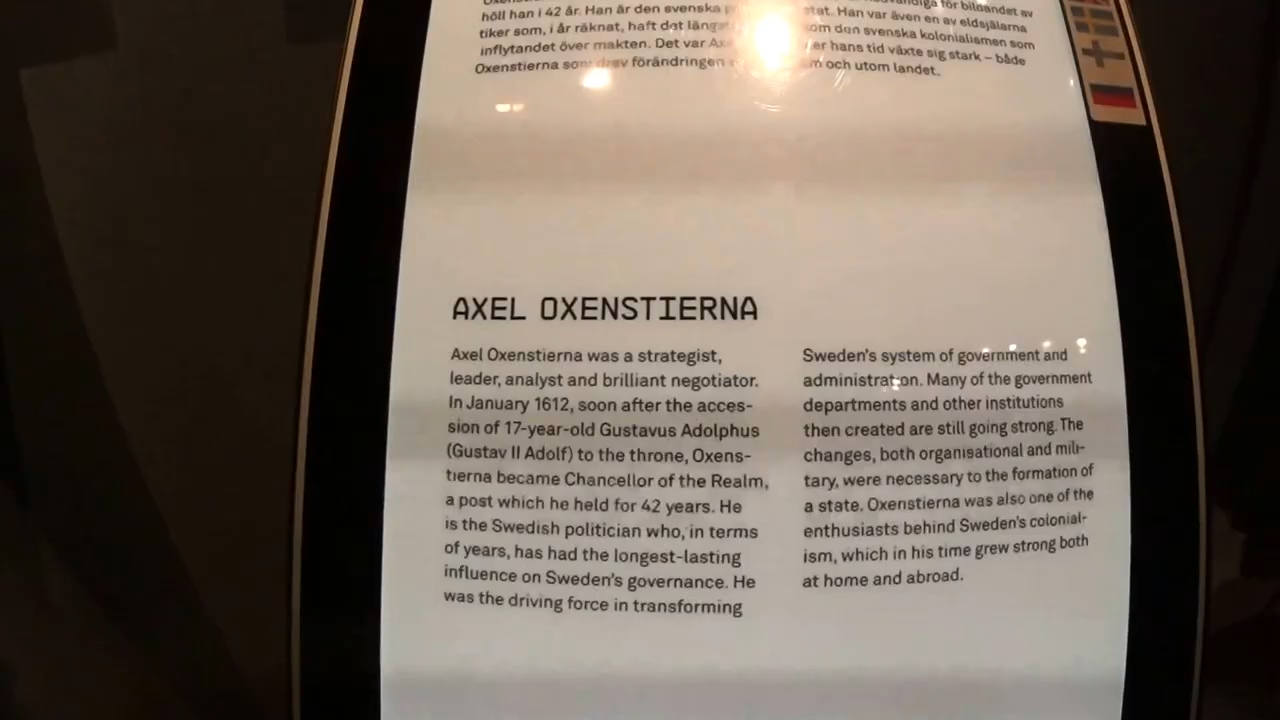 höll han i 42 år. Han är den svenska
tiker som, i år räknat, haft det längst
inflytandet över makten. Det var
Oxenstierna som drev förändringen
för bildandet av
Han var även en av eldsjälarna
om den svenska kolonialismen som
hans tid växte sig stark – både
och utom landet.
AXEL OXENSTIERNA
Axel Oxenstierna was a strategist,
leader, analyst and brilliant negotiator.
In January 1612, soon after the acces-
sion of 17-year-old Gustavus Adolphus
(Gustav II Adolf) to the throne, Oxens-
tierna became Chancellor of the Realm,
a post which he held for 42 years. He
is the Swedish politician who, in terms
of years, has had the longest-lasting
influence on Sweden's governance. He
was the driving force in transforming
Sweden's system of government and
administration. Many of the government
departments and other institutions
then created are still going strong. The
changes, both organisational and mili-
tary, were necessary to the formation of
a state. Oxenstierna was also one of the
enthusiasts behind Sweden's colonial-
ism, which in his time grew strong both
at home and abroad.